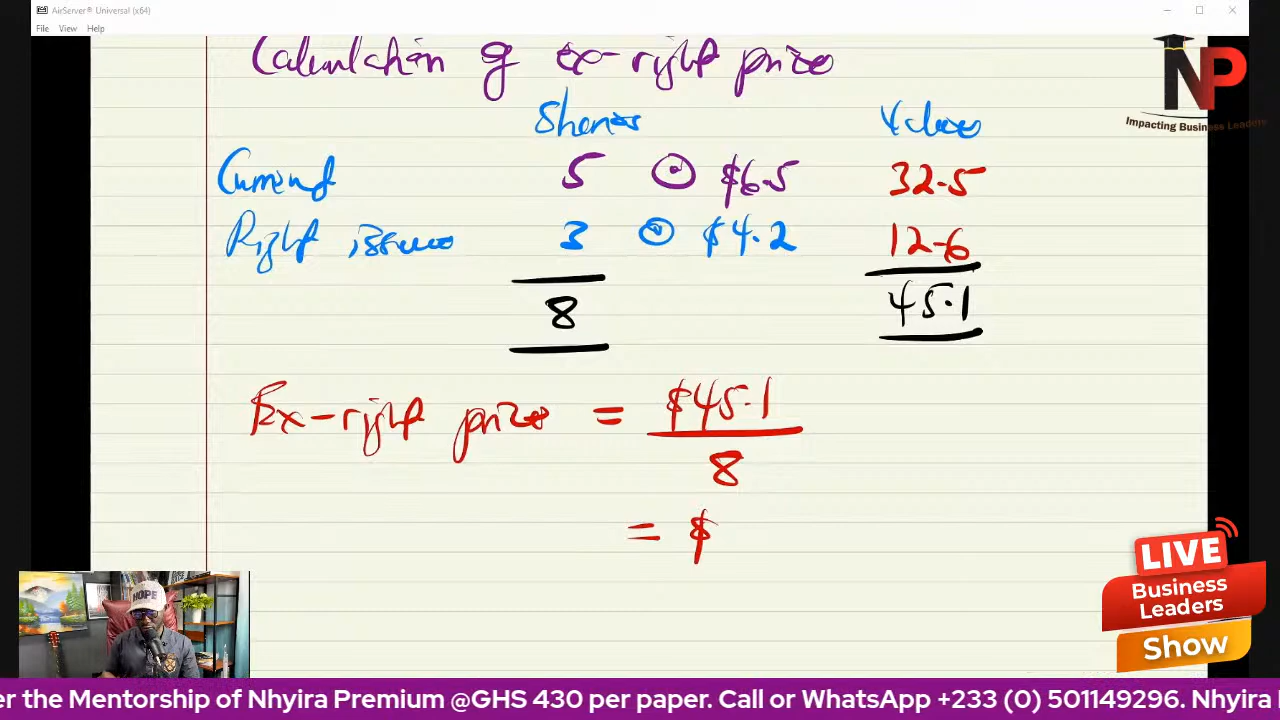 AirServer® Universal (x64)
File View Help
Calculation of ex-right price
Shares Value
Current 5 @ $6.5 32.5
Right issue 3 @ $4.2 12.6
8 45.1
Ex-right price = $45.1
8
= $
NP
Impacting Business Leaders
HOPE
LIVE
Business
Leaders
Show
er the Mentorship of Nhyira Premium @GHS 430 per paper. Call or WhatsApp +233 (0) 501149296. Nhyira